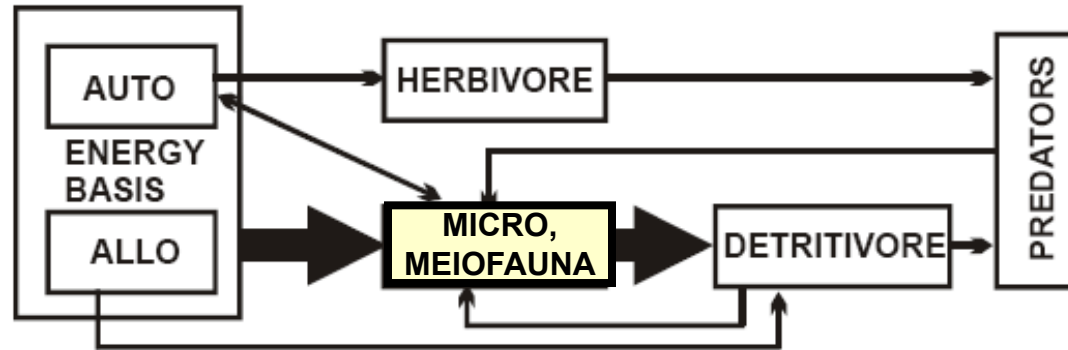 AUTO
ENERGY
BASIS
ALLO
HERBIVORE
MICRO,
MEIOFAUNA
DETRITIVORE
PREDATORS